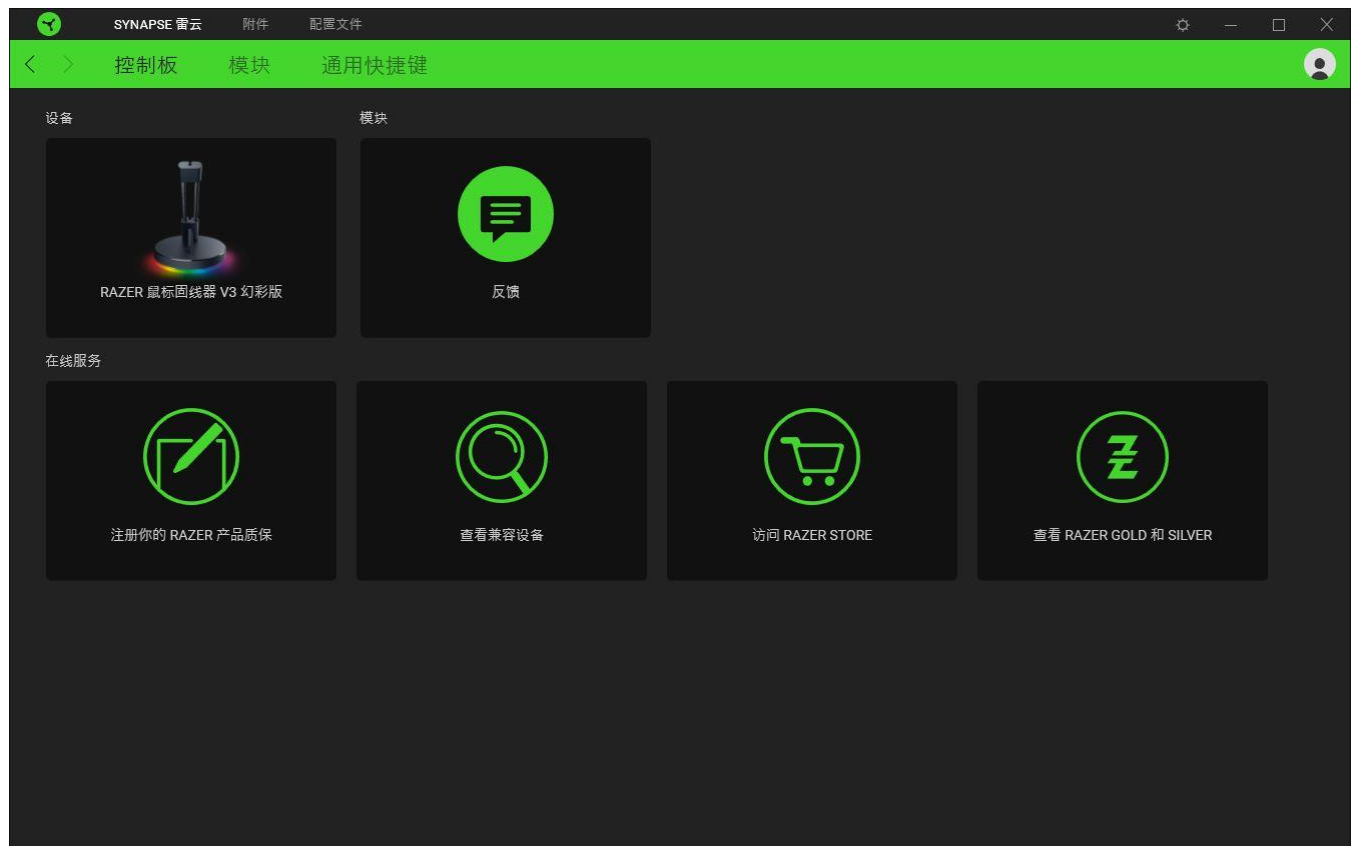 SYNAPSE 雷云 附件 配置文件
控制板 模块 通用快捷键
设备 模块
RAZER 鼠标固线器 V3 幻彩版 反馈
在线服务
注册你的 RAZER 产品质保 查看兼容设备 访问 RAZER STORE 查看 RAZER GOLD 和 SILVER